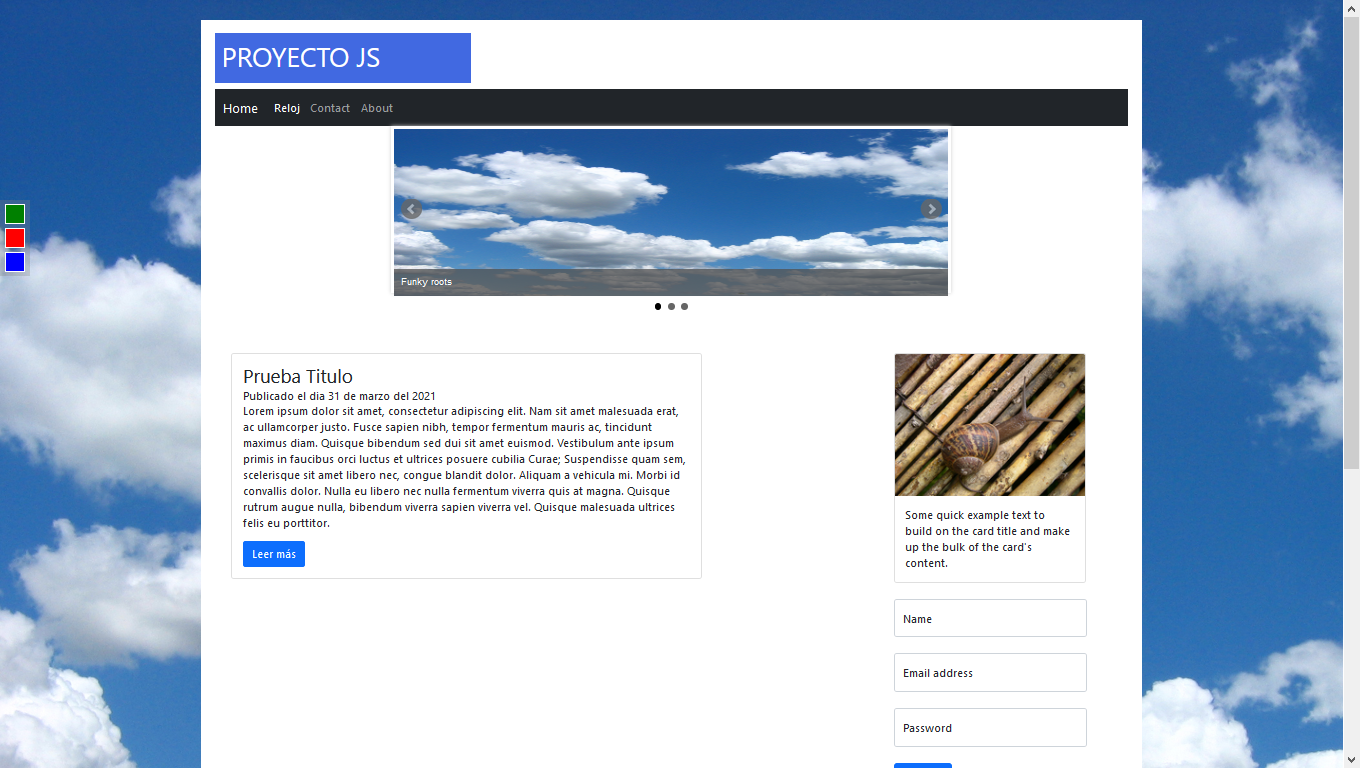 PROYECTO JS
Home Reloj Contact About
Funky roots
Prueba Titulo
Publicado el dia 31 de marzo del 2021
Lorem ipsum dolor sit amet, consectetur adipiscing elit. Nam sit amet malesuada erat,
ac ullamcorper justo. Fusce sapien nibh, tempor fermentum mauris ac, tincidunt
maximus diam. Quisque bibendum sed dui sit amet euismod. Vestibulum ante ipsum
primis in faucibus orci luctus et ultrices posuere cubilia Curae; Suspendisse quam sem,
scelerisque sit amet libero nec, congue blandit dolor. Aliquam a vehicula mi. Morbi id
convallis dolor. Nulla eu libero nec nulla fermentum viverra quis at magna. Quisque
rutrum augue nulla, bibendum viverra sapien viverra vel. Quisque malesuada ultrices
felis eu porttitor.
Leer más
Some quick example text to
build on the card title and make
up the bulk of the card's
content.
Name
Email address
Password